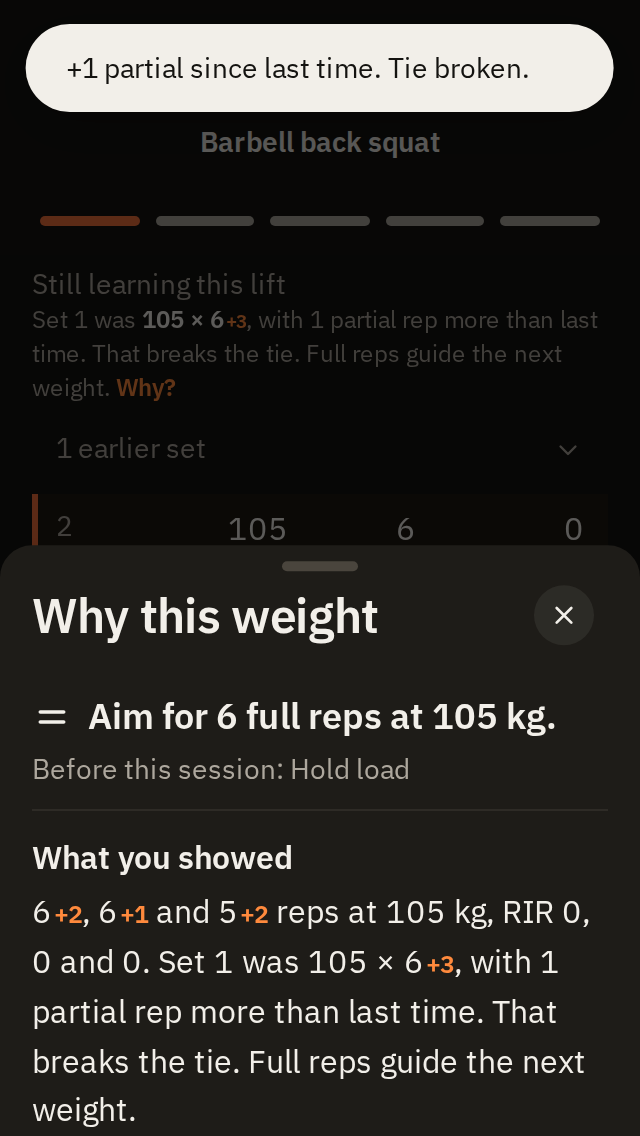 +1 partial since last time. Tie broken.
Barbell back squat
Still learning this lift
Set 1 was 105 × 6 +3, with 1 partial rep more than last
time. That breaks the tie. Full reps guide the next
weight. Why?
1 earlier set
2 105 6 0
Why this weight
= Aim for 6 full reps at 105 kg.
Before this session: Hold load
What you showed
6 +2, 6 +1 and 5 +2 reps at 105 kg, RIR 0,
0 and 0. Set 1 was 105 × 6 +3, with 1
partial rep more than last time. That
breaks the tie. Full reps guide the next
weight.